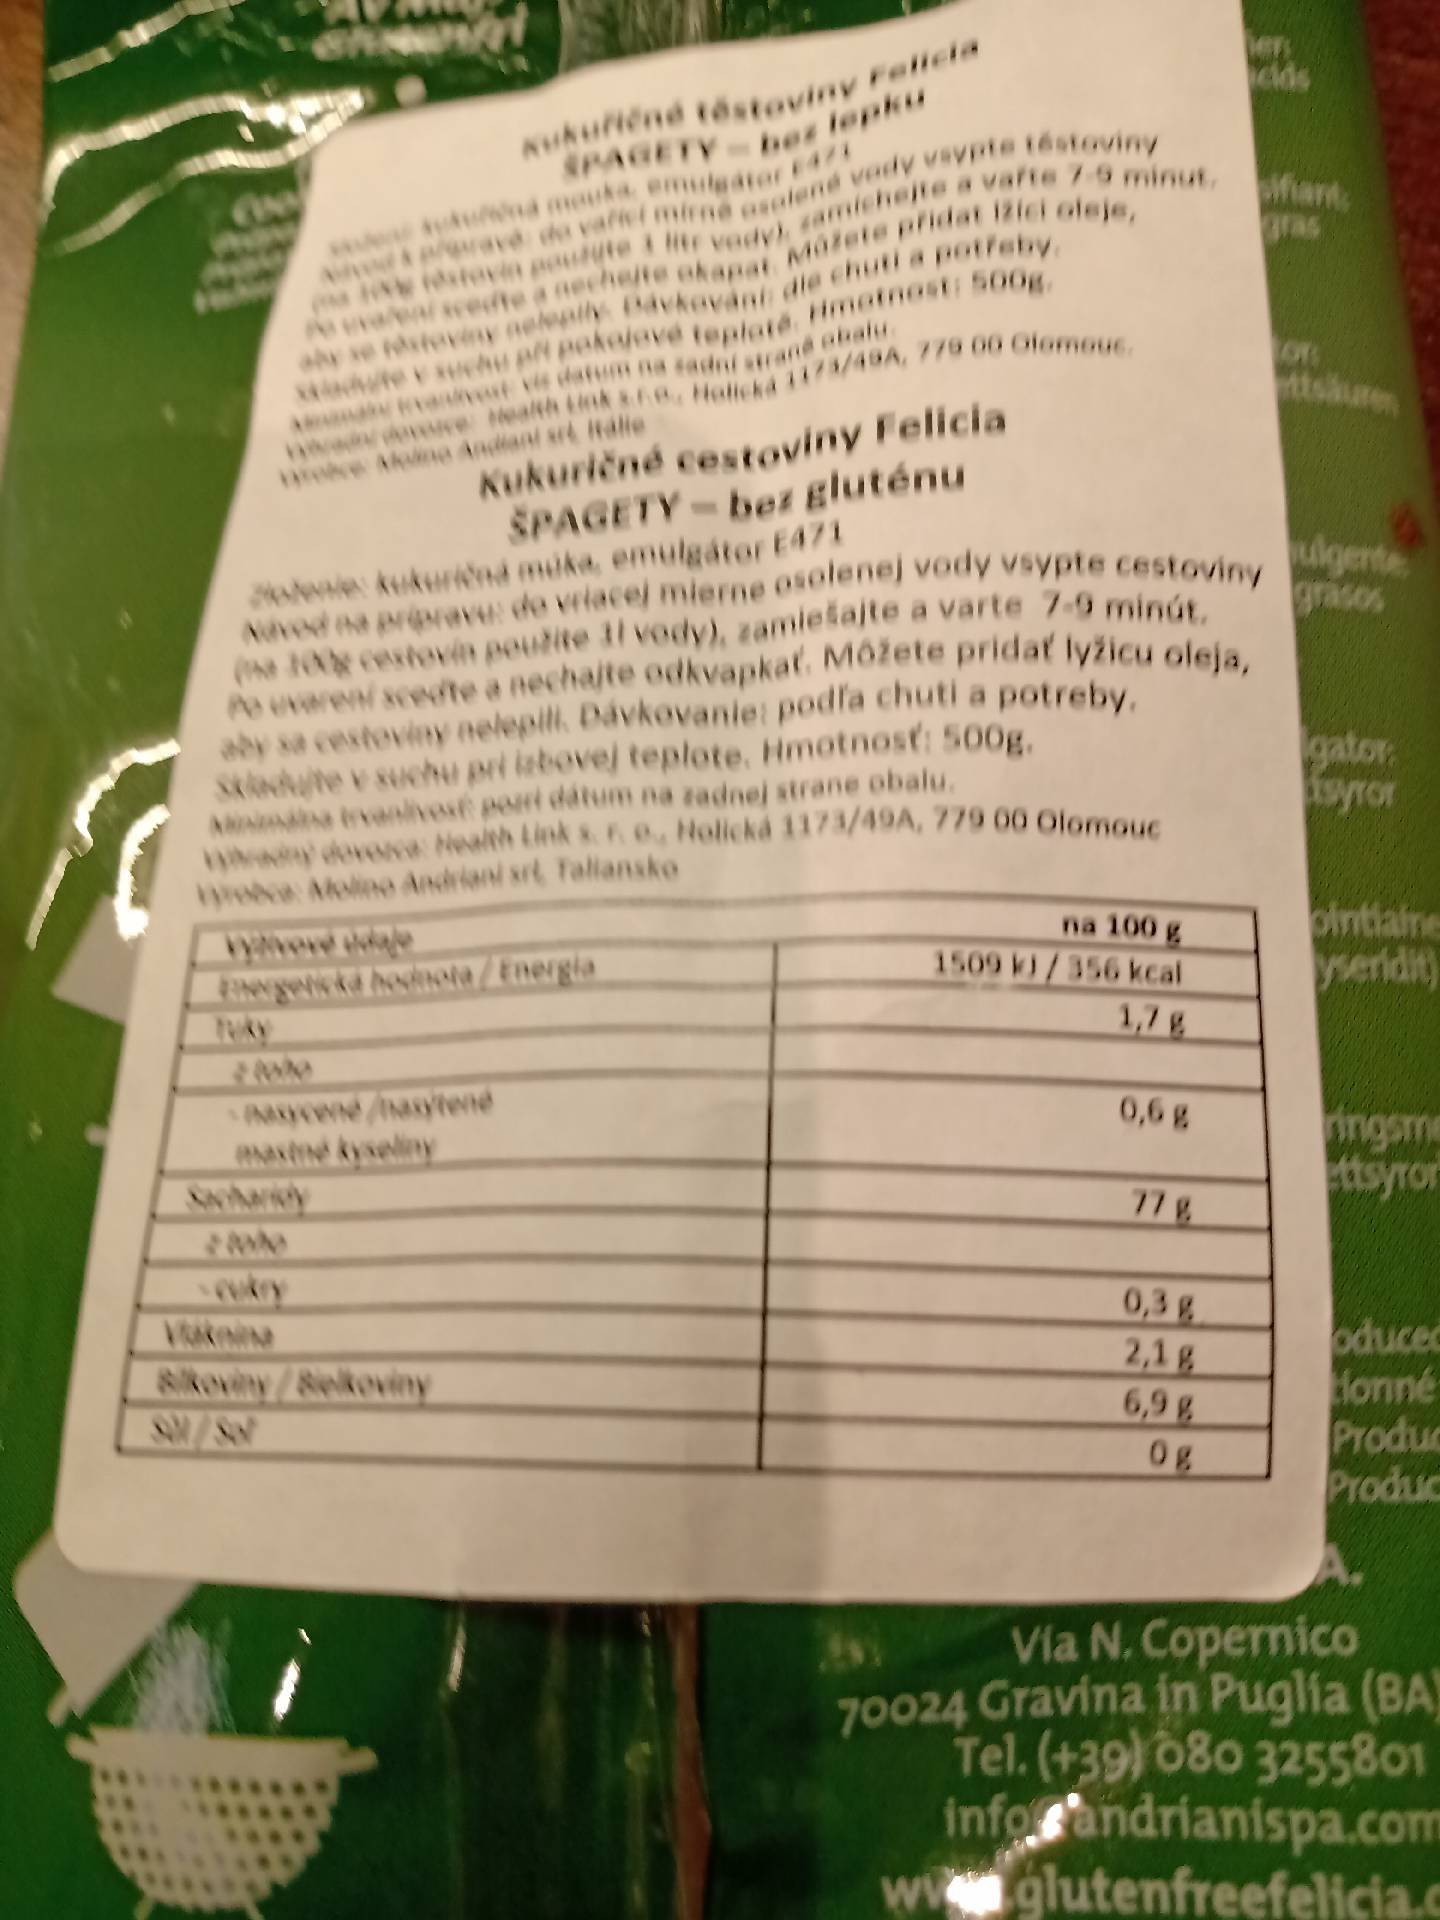 Kukuřičné těstoviny Felicia
ŠPAGETY – bez lepku
Složení: kukuřičná mouka, emulgátor E471
Návod k přípravě: do vařící mírně osolené vody vsypte těstoviny
(na 100g těstovin použijte 1 litr vody), zamíchejte a vařte 7-9 minut.
Po uvaření sceďte a nechejte okapat. Můžete přidat lžíci oleje,
aby se těstoviny nelepily. Dávkování: dle chuti a potřeby.
Skladujte v suchu při pokojové teplotě. Hmotnost: 500g.
Minimální trvanlivost: viz datum na zadní straně obalu.
Výhradní dovozce: Health Link s.r.o., Holická 1173/49A, 779 00 Olomouc.
Výrobce: Molino Andriani srl, Itálie
Kukuričné cestoviny Felicia
ŠPAGETY – bez gluténu
Zloženie: kukuričná múka, emulgátor E471
Návod na prípravu: do vriacej mierne osolenej vody vsypte cestoviny
(na 100g cestovín použite 1l vody), zamiešajte a varte 7-9 minút.
Po uvarení sceďte a nechajte odkvapkať. Môžete pridať lyžicu oleja,
aby sa cestoviny nelepili. Dávkovanie: podľa chuti a potreby.
Skladujte v suchu pri izbovej teplote. Hmotnosť: 500g.
Minimálna trvanlivosť: pozri dátum na zadnej strane obalu.
Výhradný dovozca: Health Link s. r. o., Holická 1173/49A, 779 00 Olomouc
Výrobca: Molino Andriani srl, Taliansko
Výživové údaje na 100 g
Energetická hodnota / Energia 1509 kJ / 356 kcal
Tuky 1,7 g
z toho
- nasycené /nasýtené 0,6 g
mastné kyseliny
Sacharidy 77 g
z toho
- cukry 0,3 g
Vláknina 2,1 g
Bílkoviny / Bielkoviny 6,9 g
Sůl / Soľ 0 g
A.
Via N. Copernico
70024 Gravina in Puglia (BA)
Tel. (+39) 080 3255801
andrianispa.com
glutenfreefelicia.c